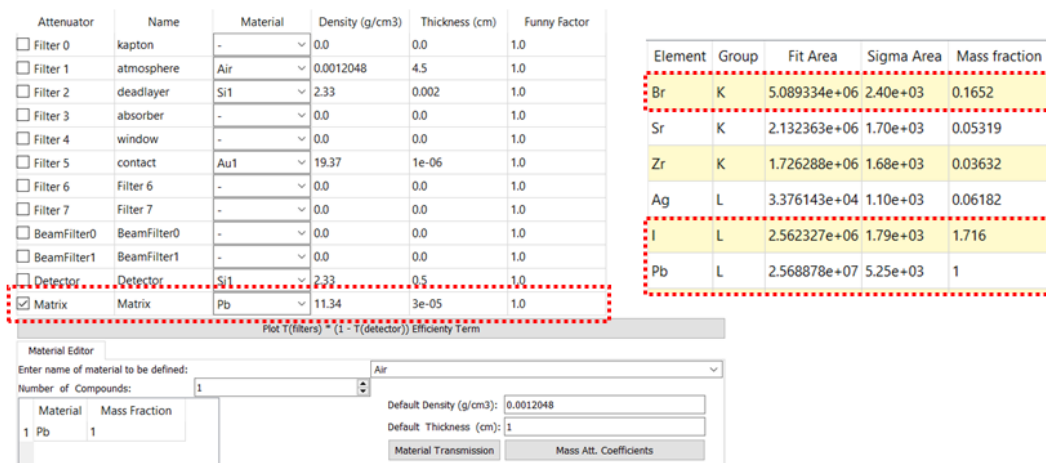 Attenuator Name Material Density (g/cm3) Thickness (cm) Funny Factor
Filter 0 kapton - 0.0 0.0 1.0
Filter 1 atmosphere Air 0.0012048 4.5 1.0
Filter 2 deadlayer Si1 2.33 0.002 1.0
Filter 3 absorber - 0.0 0.0 1.0
Filter 4 window - 0.0 0.0 1.0
Filter 5 contact Au1 19.37 1e-06 1.0
Filter 6 Filter 6 - 0.0 0.0 1.0
Filter 7 Filter 7 - 0.0 0.0 1.0
BeamFilter0 BeamFilter0 - 0.0 0.0 1.0
BeamFilter1 BeamFilter1 - 0.0 0.0 1.0
Detector Detector Si1 2.33 0.5 1.0
Matrix Matrix Pb 11.34 3e-05 1.0
Plot T(filters) * (1 - T(detector)) Efficienty Term
Material Editor
Enter name of material to be defined: Air
Number of Compounds: 1
Material Mass Fraction
1 Pb 1
Default Density (g/cm3): 0.0012048
Default Thickness (cm): 1
Material Transmission Mass Att. Coefficients
Element Group Fit Area Sigma Area Mass fraction
Br K 5.089334e+06 2.40e+03 0.1652
Sr K 2.132363e+06 1.70e+03 0.05319
Zr K 1.726288e+06 1.68e+03 0.03632
Ag L 3.376143e+04 1.10e+03 0.06182
I L 2.562327e+06 1.79e+03 1.716
Pb L 2.568878e+07 5.25e+03 1